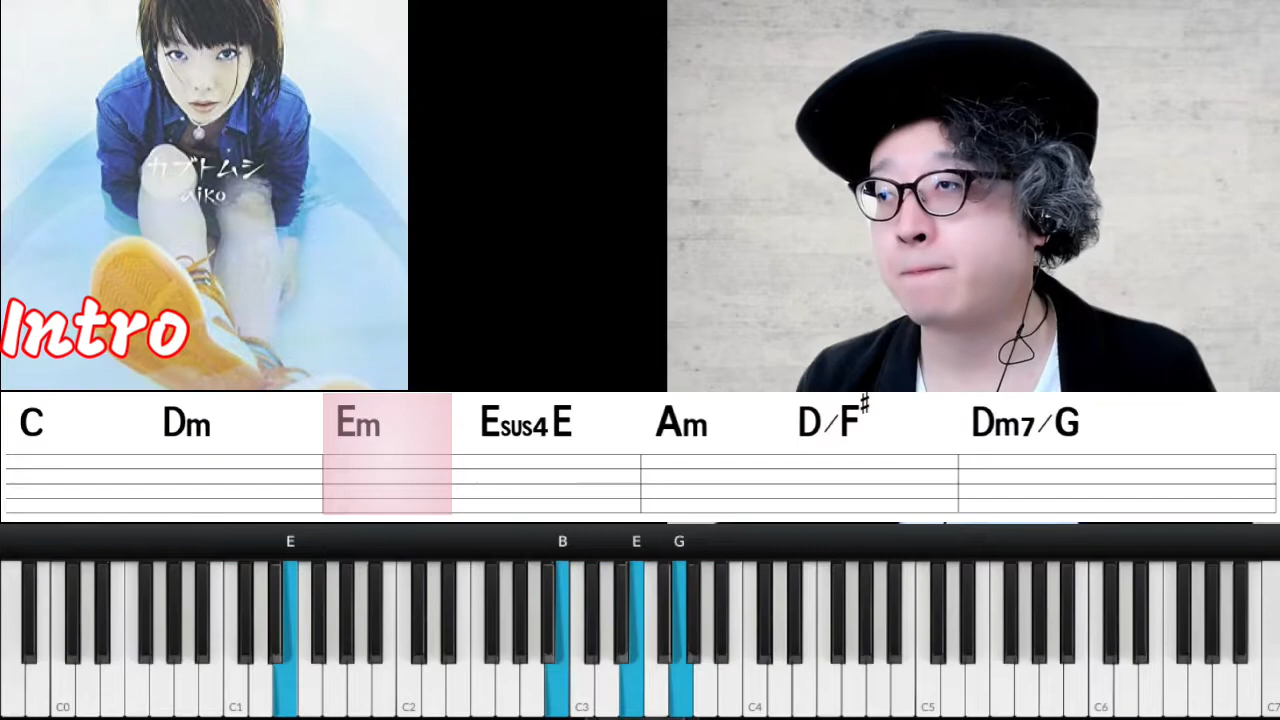 カブトムシ
aiko
Intro
C Dm Em Esus4 E Am D/F♯ Dm7/G
E B E G
C0 C1 C2 C3 C4 C5 C6 C7